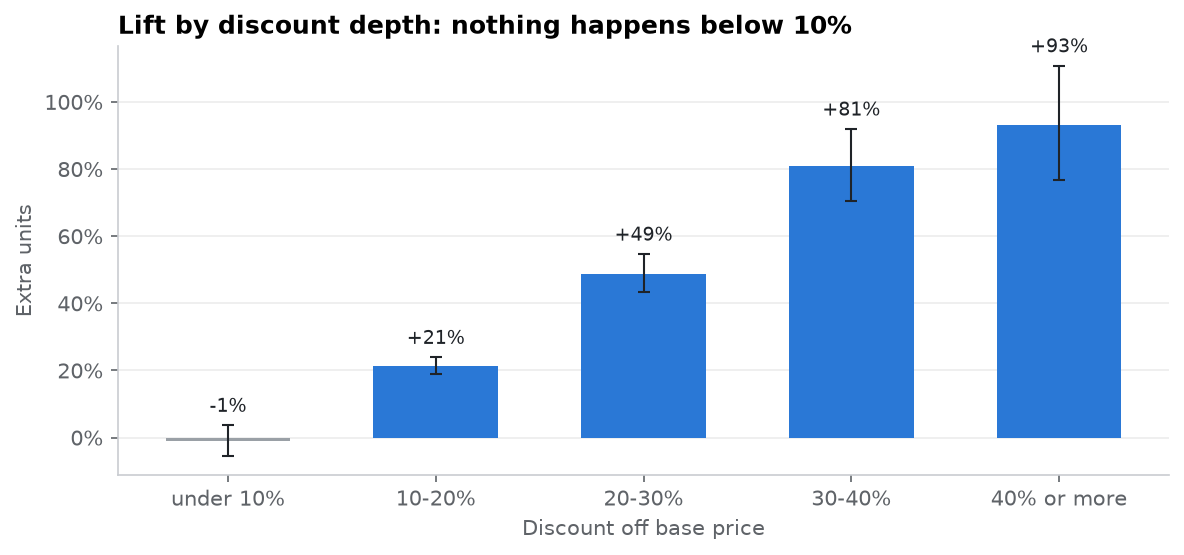 Lift by discount depth: nothing happens below 10%
+93%
100%
+81%
80%
Extra units
60%
+49%
40%
+21%
20%
-1%
0%
under 10%
10-20%
20-30%
30-40%
40% or more
Discount off base price